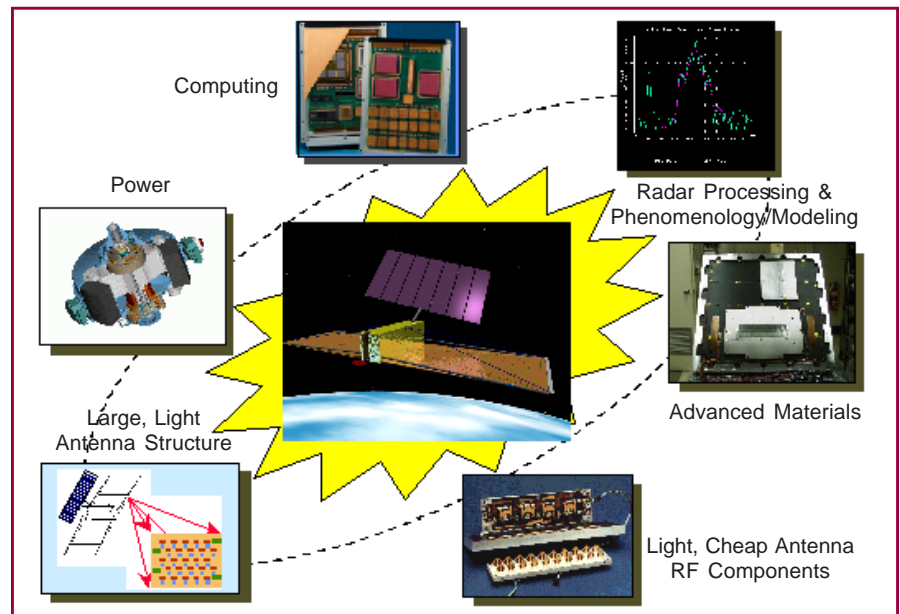 Computing
Power
Radar Processing &
Phenomenology/Modeling
Large, Light
Antenna Structure
Advanced Materials
Light, Cheap Antenna
RF Components